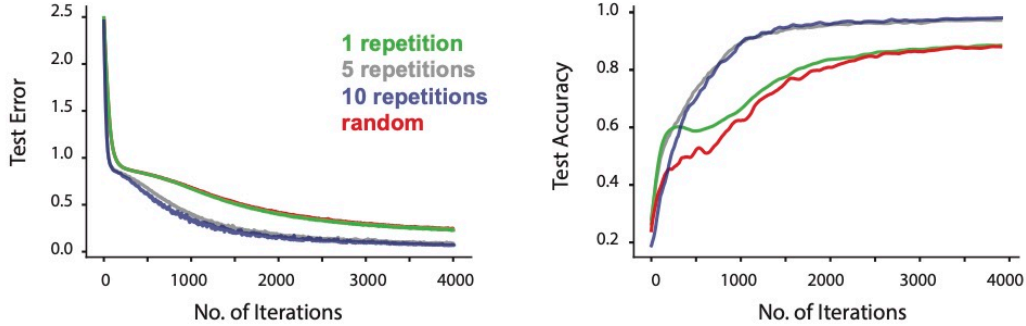 2.5
2.0
1.5
1.0
0.5
0.0
Test Error
1 repetition
5 repetitions
10 repetitions
random
0 1000 2000 3000 4000
No. of Iterations
1.0
0.8
0.6
0.4
0.2
Test Accuracy
0 1000 2000 3000 4000
No. of Iterations